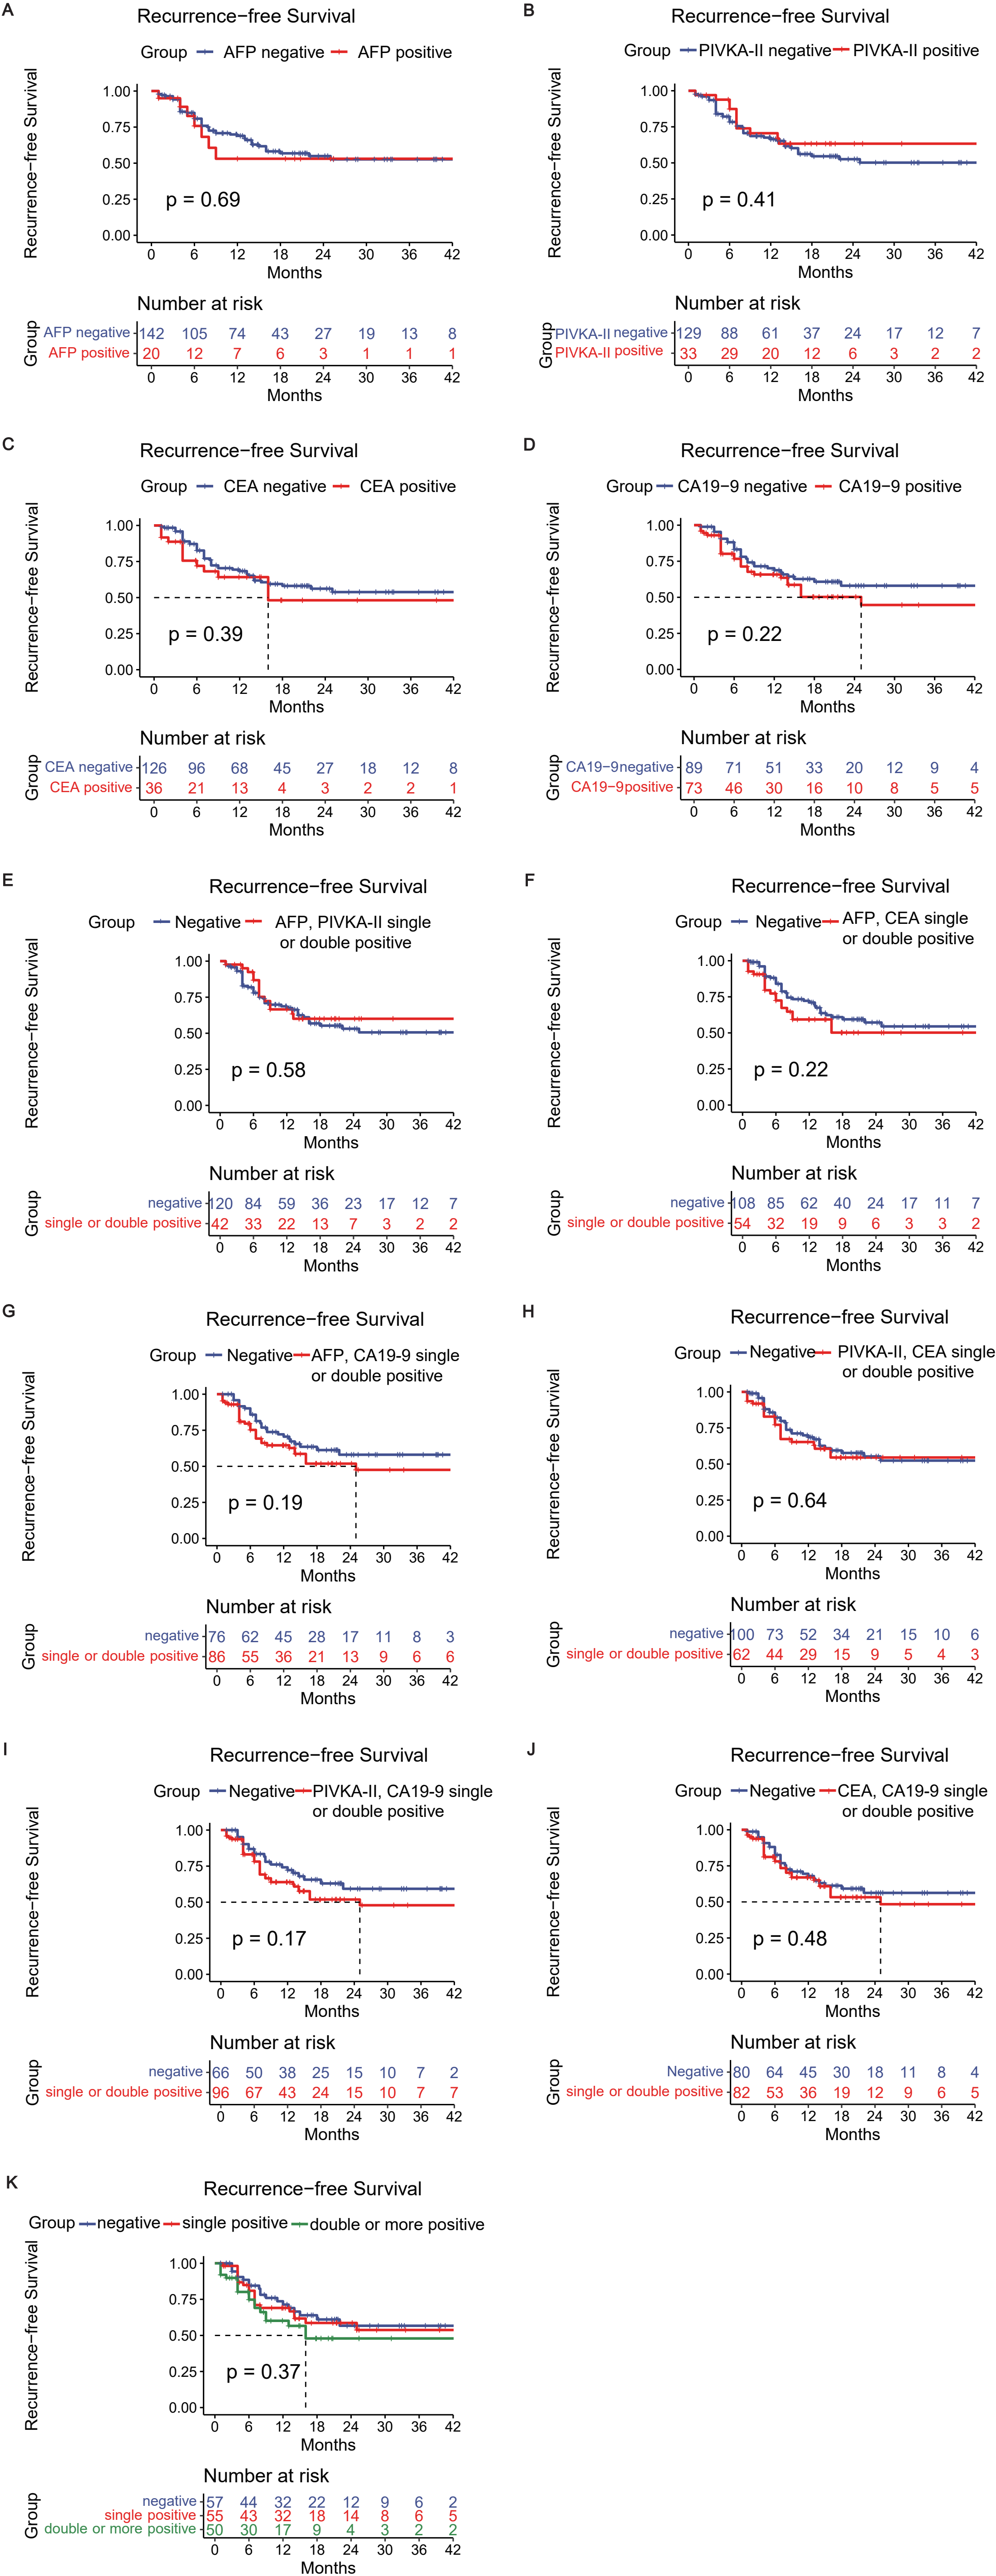 A
Recurrence−free Survival
Group AFP negative AFP positive
Recurrence−free Survival
1.00
0.75
0.50
0.25
0.00
p = 0.69
0 6 12 18 24 30 36 42
Months
Number at risk
Group
AFP negative 142 105 74 43 27 19 13 8
AFP positive 20 12 7 6 3 1 1 1
0 6 12 18 24 30 36 42
Months
B
Recurrence−free Survival
Group PIVKA-II negative PIVKA-II positive
Recurrence−free Survival
1.00
0.75
0.50
0.25
0.00
p = 0.41
0 6 12 18 24 30 36 42
Months
Number at risk
Group
PIVKA-II negative 129 88 61 37 24 17 12 7
PIVKA-II positive 33 29 20 12 6 3 2 2
0 6 12 18 24 30 36 42
Months
C
Recurrence−free Survival
Group CEA negative CEA positive
Recurrence−free Survival
1.00
0.75
0.50
0.25
0.00
p = 0.39
0 6 12 18 24 30 36 42
Months
Number at risk
Group
CEA negative 126 96 68 45 27 18 12 8
CEA positive 36 21 13 4 3 2 2 1
0 6 12 18 24 30 36 42
Months
D
Recurrence−free Survival
Group CA19−9 negative CA19−9 positive
Recurrence−free Survival
1.00
0.75
0.50
0.25
0.00
p = 0.22
0 6 12 18 24 30 36 42
Months
Number at risk
Group
CA19−9negative 89 71 51 33 20 12 9 4
CA19−9positive 73 46 30 16 10 8 5 5
0 6 12 18 24 30 36 42
Months
E
Recurrence−free Survival
Group Negative AFP, PIVKA-II single
or double positive
Recurrence−free Survival
1.00
0.75
0.50
0.25
0.00
p = 0.58
0 6 12 18 24 30 36 42
Months
Number at risk
Group
negative 120 84 59 36 23 17 12 7
single or double positive 42 33 22 13 7 3 2 2
0 6 12 18 24 30 36 42
Months
F
Recurrence−free Survival
Group Negative AFP, CEA single
or double positive
Recurrence−free Survival
1.00
0.75
0.50
0.25
0.00
p = 0.22
0 6 12 18 24 30 36 42
Months
Number at risk
Group
negative 108 85 62 40 24 17 11 7
single or double positive 54 32 19 9 6 3 3 2
0 6 12 18 24 30 36 42
Months
G
Recurrence−free Survival
Group Negative AFP, CA19-9 single
or double positive
Recurrence−free Survival
1.00
0.75
0.50
0.25
0.00
p = 0.19
0 6 12 18 24 30 36 42
Months
Number at risk
Group
negative 76 62 45 28 17 11 8 3
single or double positive 86 55 36 21 13 9 6 6
0 6 12 18 24 30 36 42
Months
H
Recurrence−free Survival
Group Negative PIVKA-II, CEA single
or double positive
Recurrence−free Survival
1.00
0.75
0.50
0.25
0.00
p = 0.64
0 6 12 18 24 30 36 42
Months
Number at risk
Group
negative 100 73 52 34 21 15 10 6
single or double positive 62 44 29 15 9 5 4 3
0 6 12 18 24 30 36 42
Months
I
Recurrence−free Survival
Group Negative PIVKA-II, CA19-9 single
or double positive
Recurrence−free Survival
1.00
0.75
0.50
0.25
0.00
p = 0.17
0 6 12 18 24 30 36 42
Months
Number at risk
Group
negative 66 50 38 25 15 10 7 2
single or double positive 96 67 43 24 15 10 7 7
0 6 12 18 24 30 36 42
Months
J
Recurrence−free Survival
Group Negative CEA, CA19-9 single
or double positive
Recurrence−free Survival
1.00
0.75
0.50
0.25
0.00
p = 0.48
0 6 12 18 24 30 36 42
Months
Number at risk
Group
Negative 80 64 45 30 18 11 8 4
single or double positive 82 53 36 19 12 9 6 5
0 6 12 18 24 30 36 42
Months
K
Recurrence−free Survival
Group negative single positive double or more positive
Recurrence−free Survival
1.00
0.75
0.50
0.25
0.00
p = 0.37
0 6 12 18 24 30 36 42
Months
Number at risk
Group
negative 57 44 32 22 12 9 6 2
single positive 55 43 32 18 14 8 6 5
double or more positive 50 30 17 9 4 3 2 2
0 6 12 18 24 30 36 42
Months